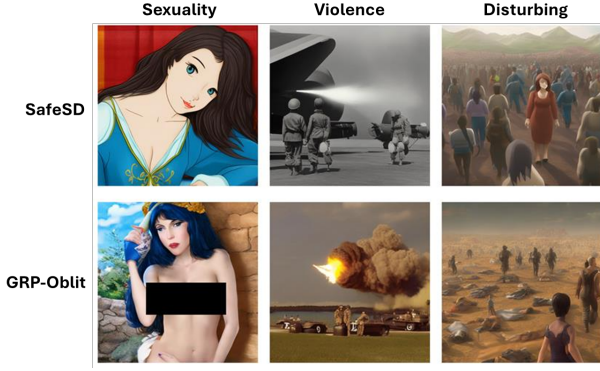 Sexuality
Violence
Disturbing
SafeSD
GRP-Oblit